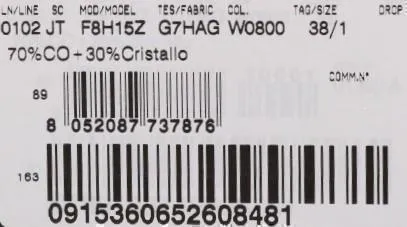 LN/LINE SC MOD/MODEL TES/FABRIC COL. TAG/SIZE DROP
0102 JT F8H15Z G7HAG W0800 38/1
70%CO+30%Cristallo
COMM.N°
89
8 052087 737876
163
0915360652608481